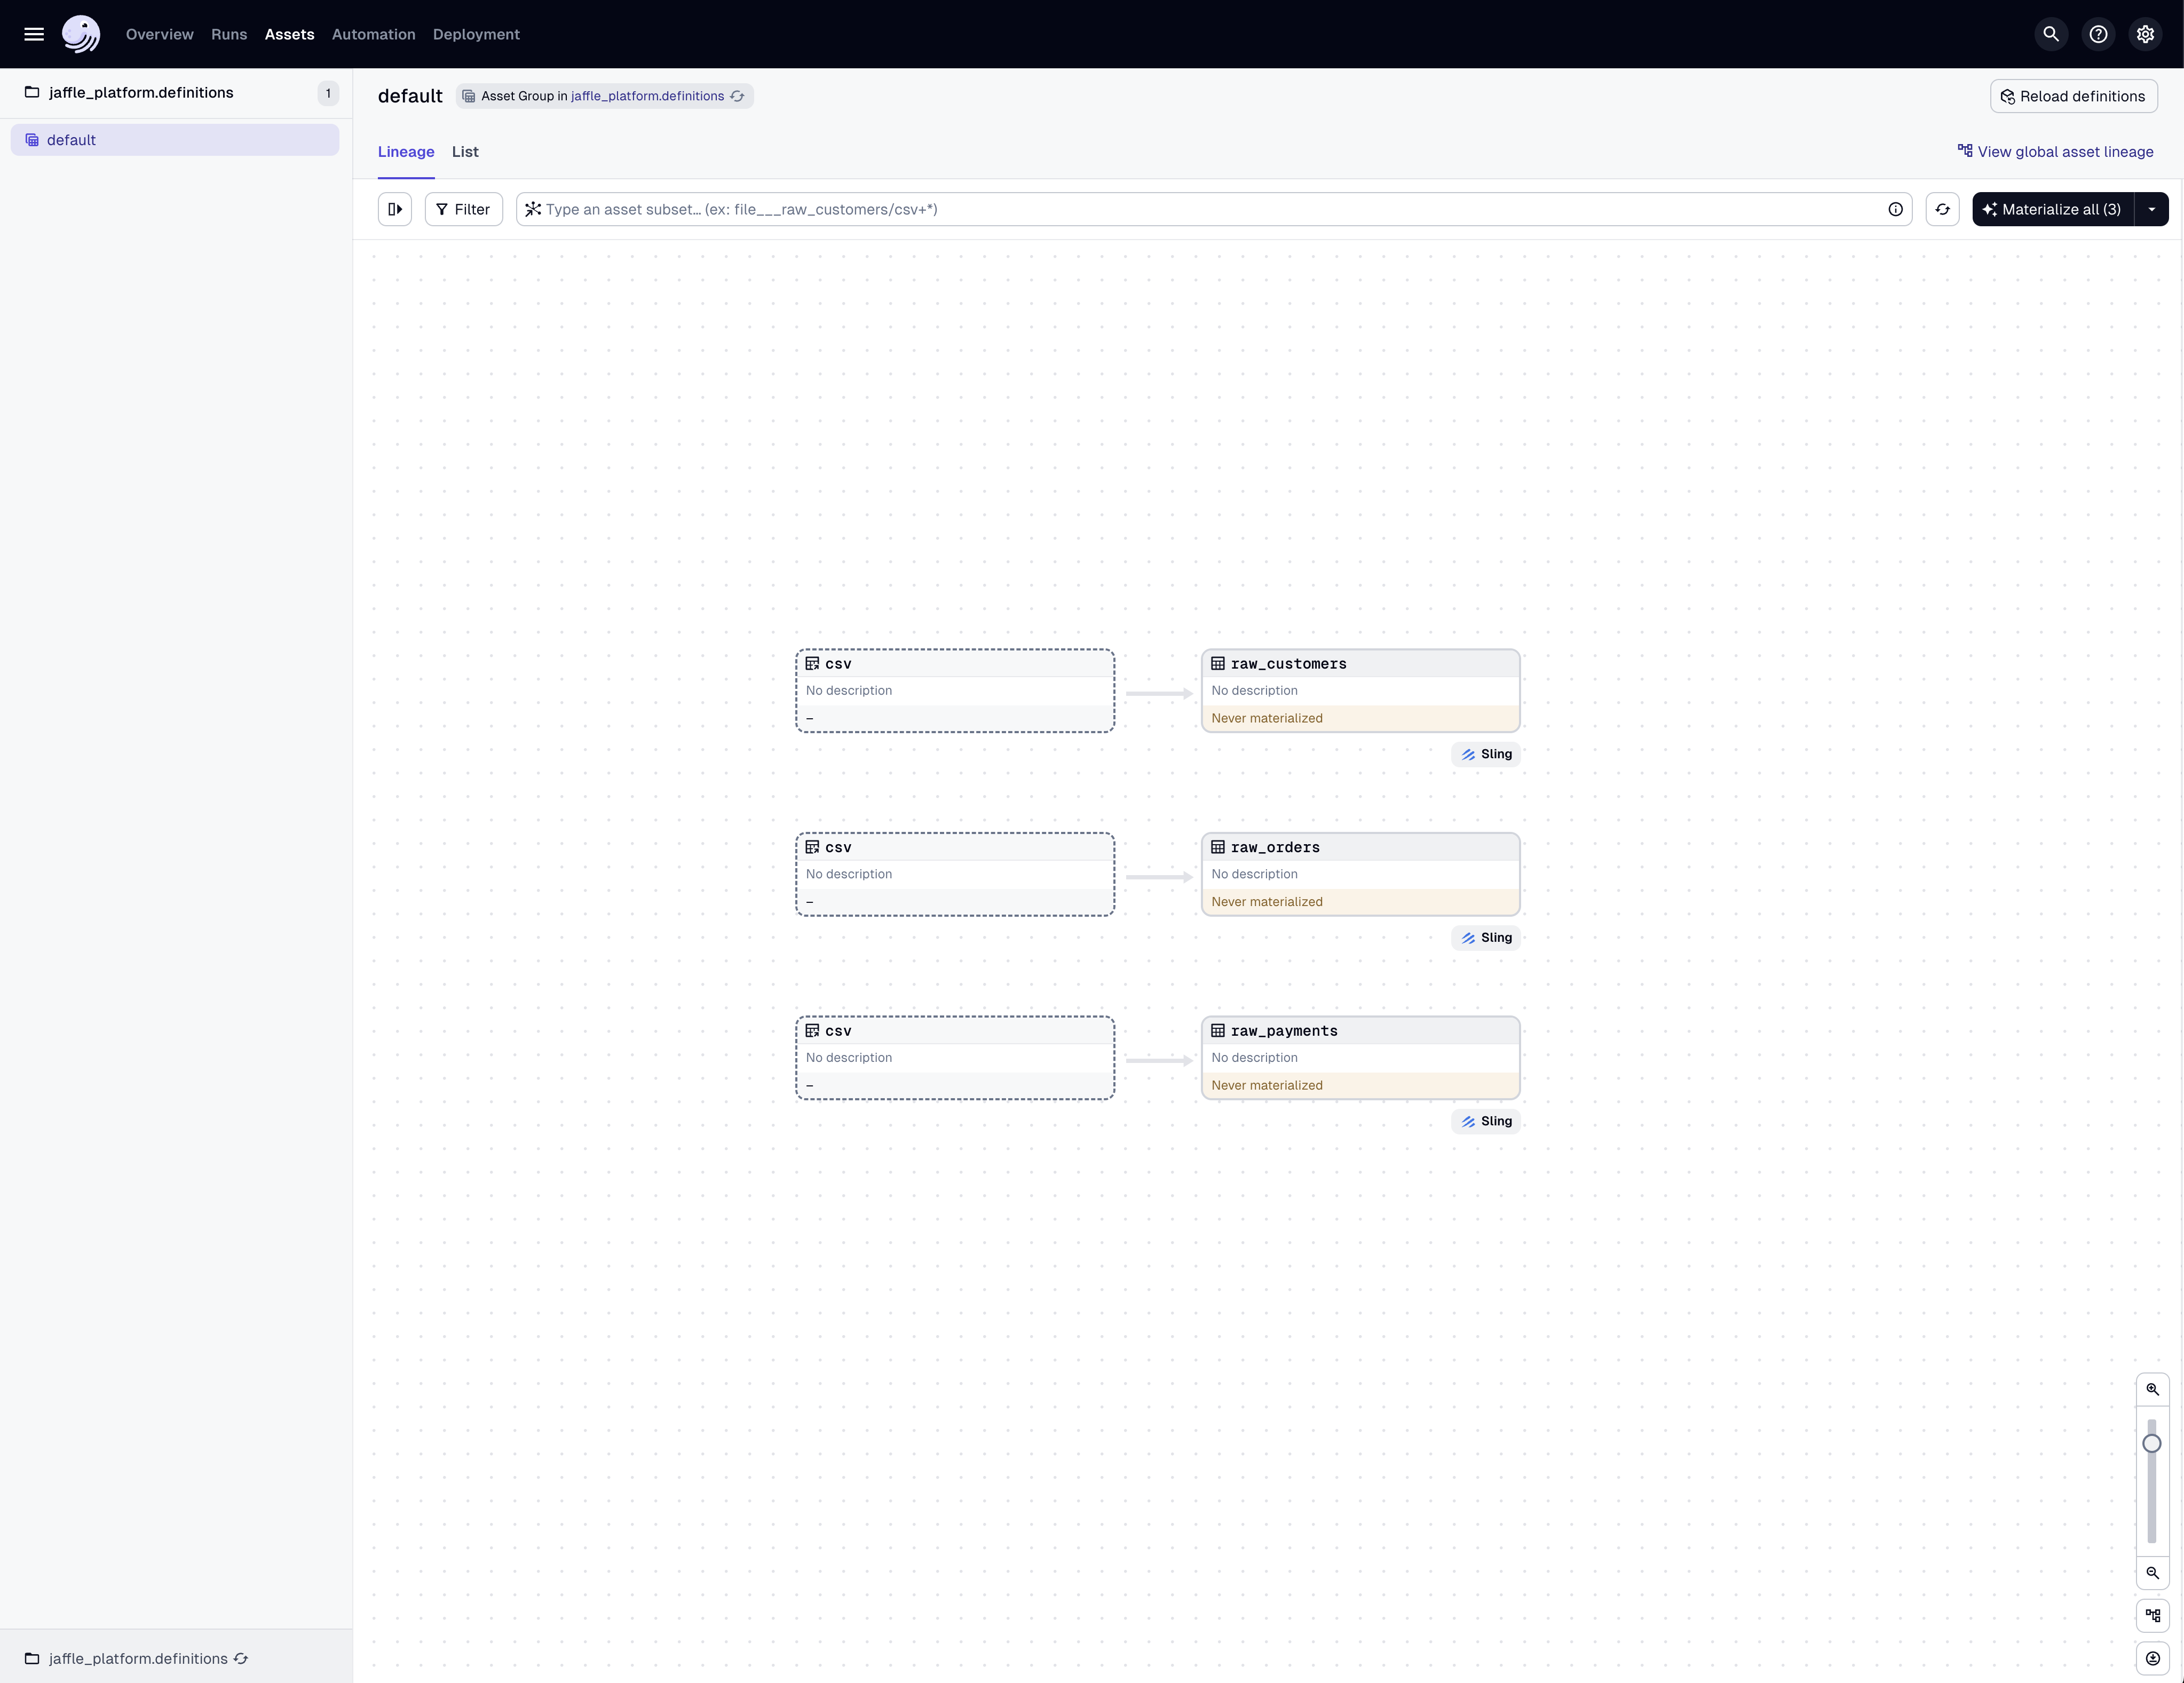 Overview Runs Assets Automation Deployment
jaffle_platform.definitions 1
default
default Asset Group in jaffle_platform.definitions
Reload definitions
Lineage List
View global asset lineage
Filter
Type an asset subset… (ex: file___raw_customers/csv+*)
Materialize all (3)
csv
No description
–
raw_customers
No description
Never materialized
Sling
csv
No description
–
raw_orders
No description
Never materialized
Sling
csv
No description
–
raw_payments
No description
Never materialized
Sling
jaffle_platform.definitions